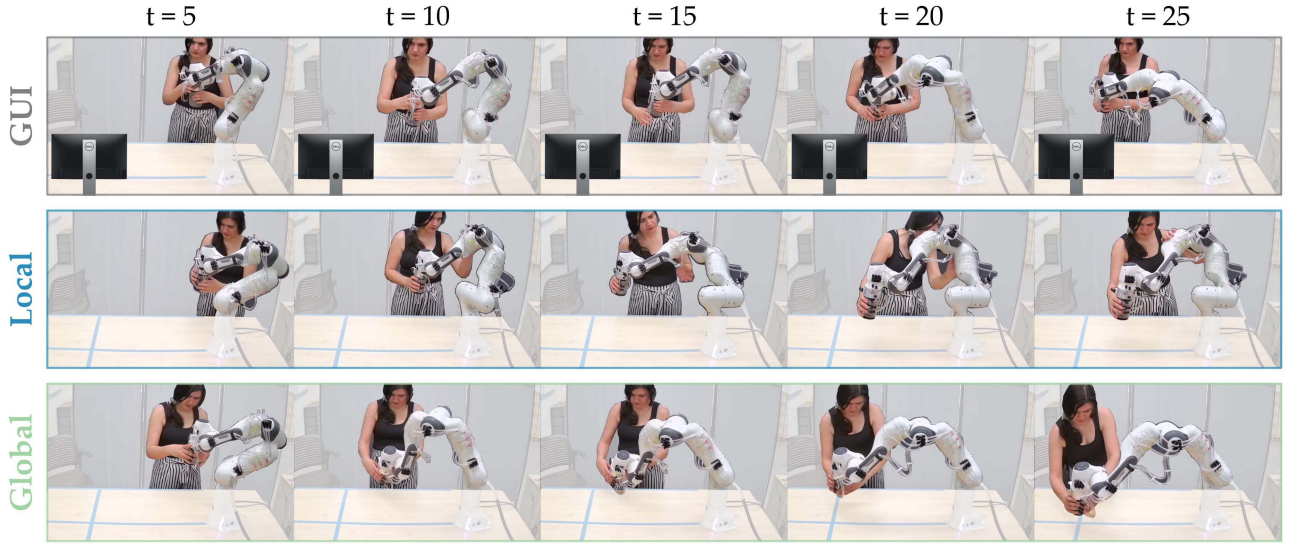 t = 5
t = 10
t = 15
t = 20
t = 25
GUI
Local
Global